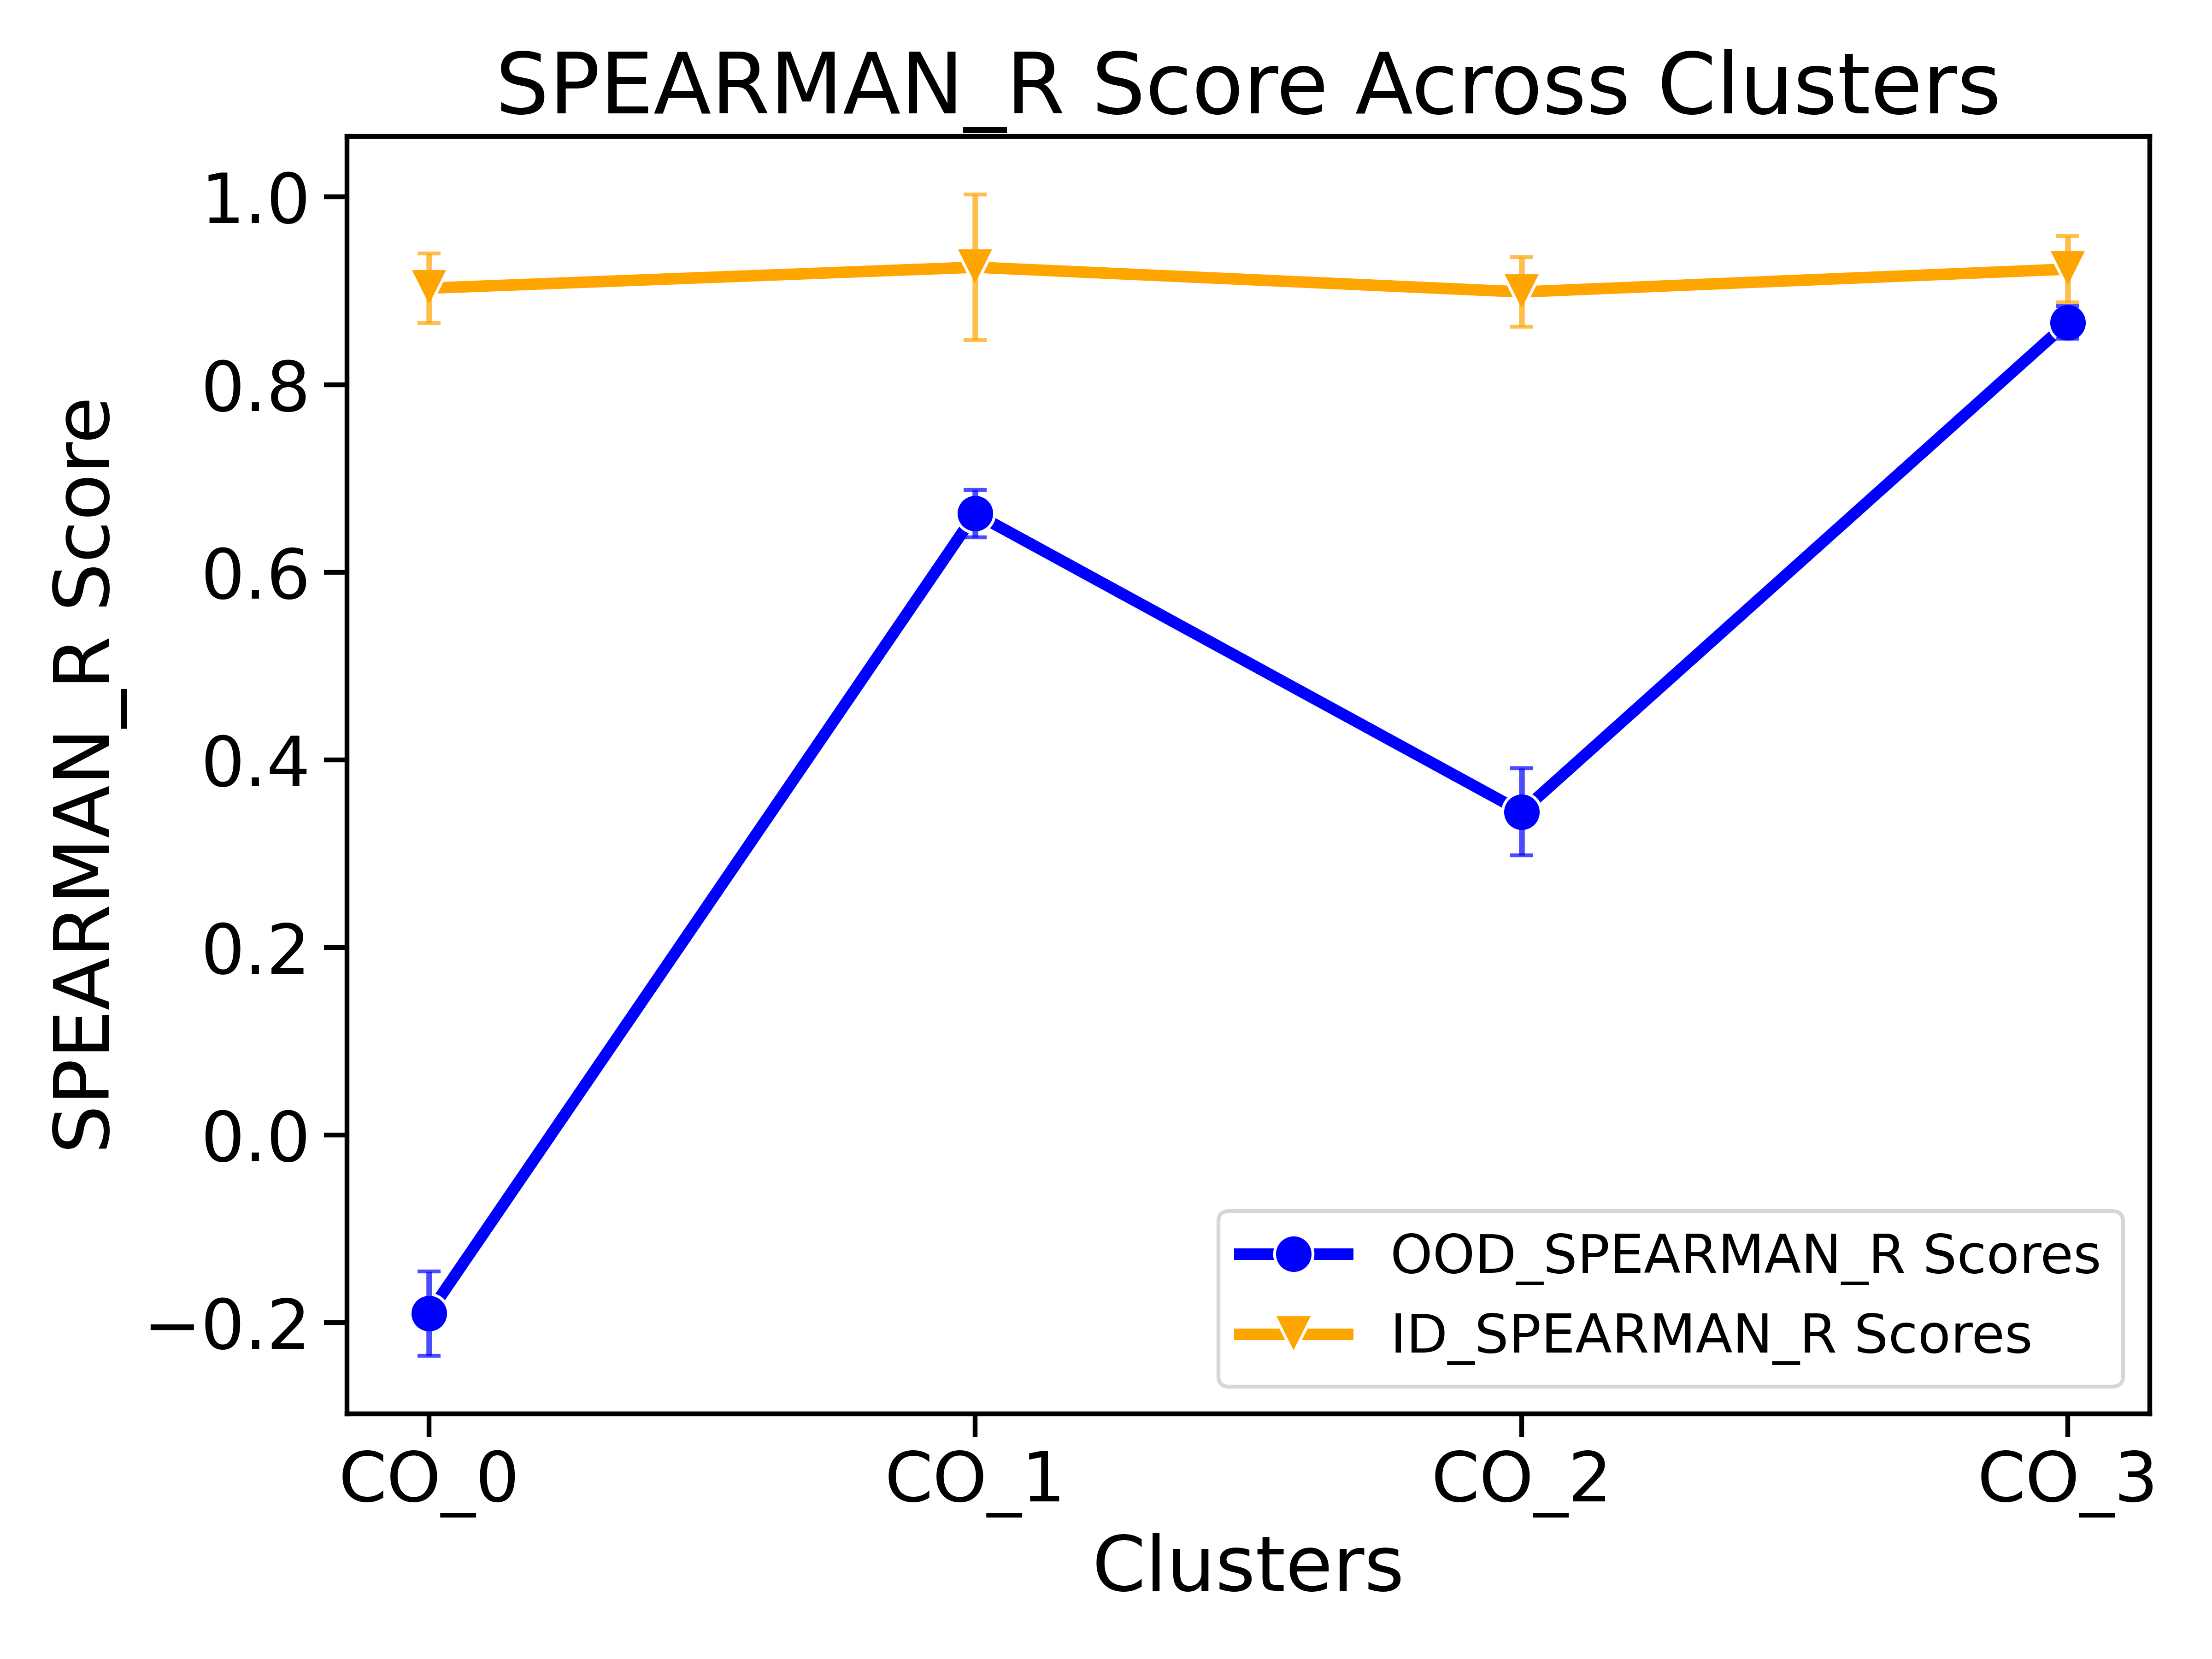 SPEARMAN_R Score Across Clusters
SPEARMAN_R Score
1.0
0.8
0.6
0.4
0.2
0.0
−0.2
OOD_SPEARMAN_R Scores
ID_SPEARMAN_R Scores
CO_0 CO_1 CO_2 CO_3
Clusters